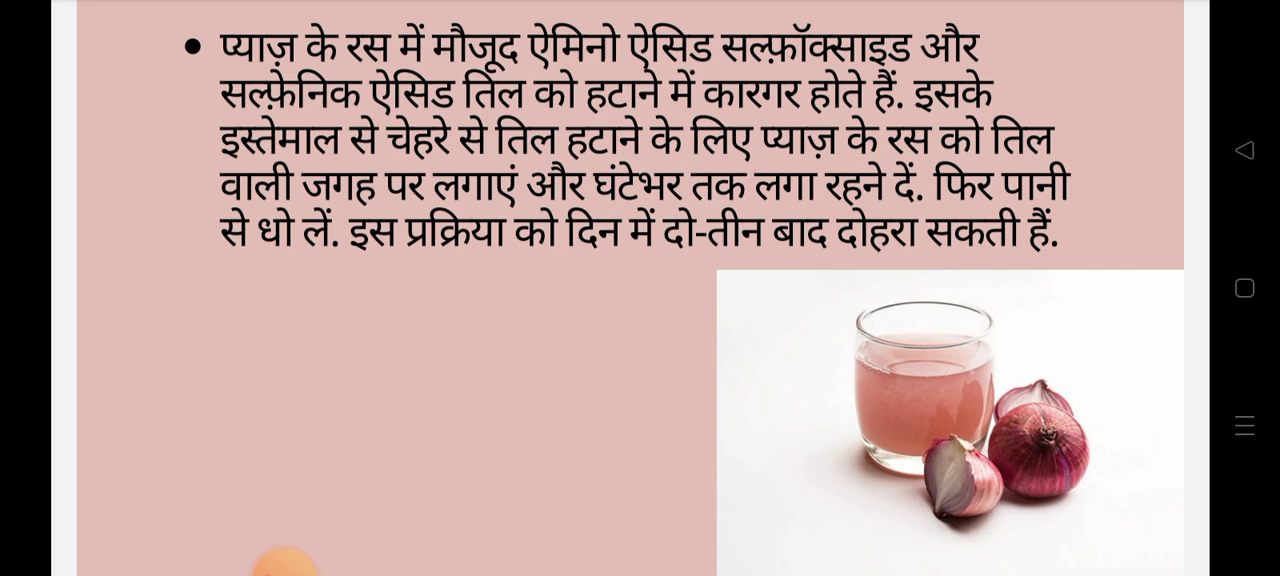 • प्याज़ के रस में मौजूद ऐमिनो ऐसिड सल्फ़ॉक्साइड और
सल्फ़ेनिक ऐसिड तिल को हटाने में कारगर होते हैं. इसके
इस्तेमाल से चेहरे से तिल हटाने के लिए प्याज़ के रस को तिल
वाली जगह पर लगाएं और घंटेभर तक लगा रहने दें. फिर पानी
से धो लें. इस प्रक्रिया को दिन में दो-तीन बाद दोहरा सकती हैं.